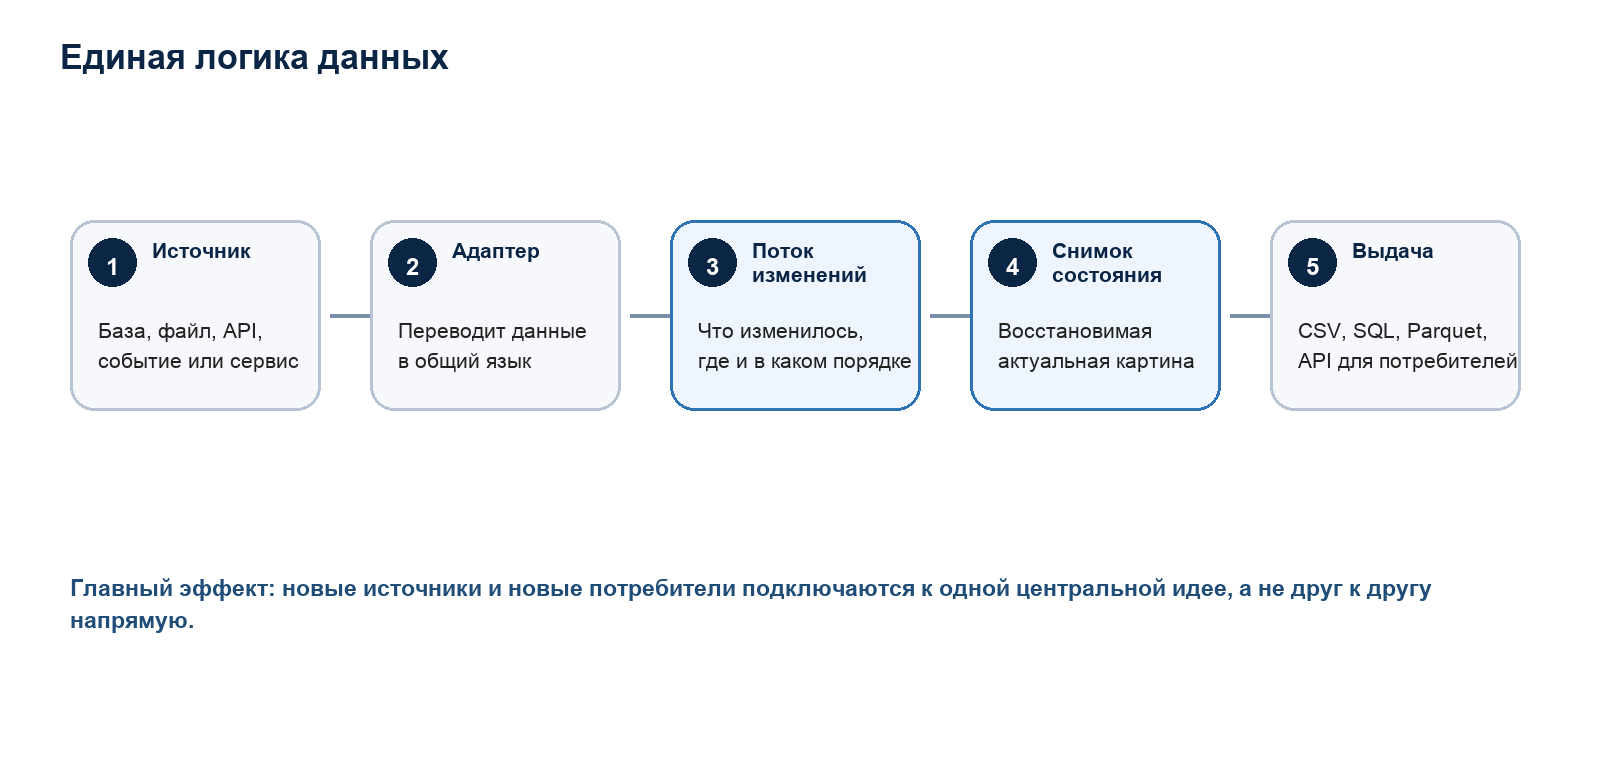 Единая логика данных
1
Источник
База, файл, API,
событие или сервис
2
Адаптер
Переводит данные
в общий язык
3
Поток
изменений
Что изменилось,
где и в каком порядке
4
Снимок
состояния
Восстановимая
актуальная картина
5
Выдача
CSV, SQL, Parquet,
API для потребителей
Главный эффект: новые источники и новые потребители подключаются к одной центральной идее, а не друг к другу
напрямую.